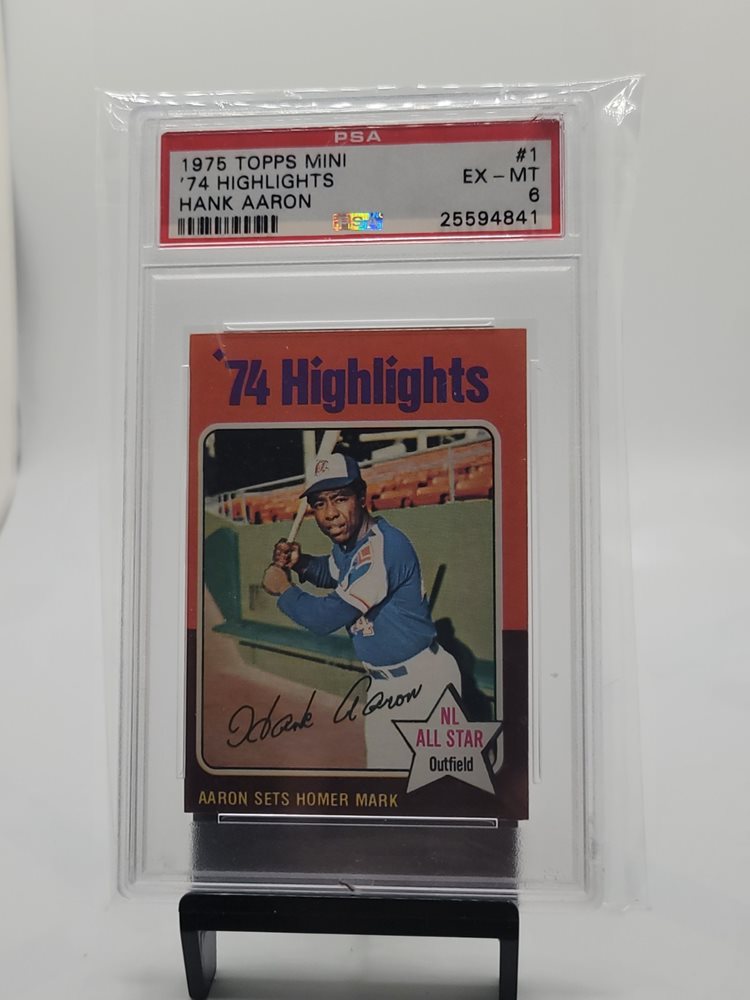 PSA
1975 TOPPS MINI #1
'74 HIGHLIGHTS EX - MT
HANK AARON 6
25594841
PSA
'74 Highlights
a
Hank Aaron
NL
ALL STAR
Outfield
AARON SETS HOMER MARK